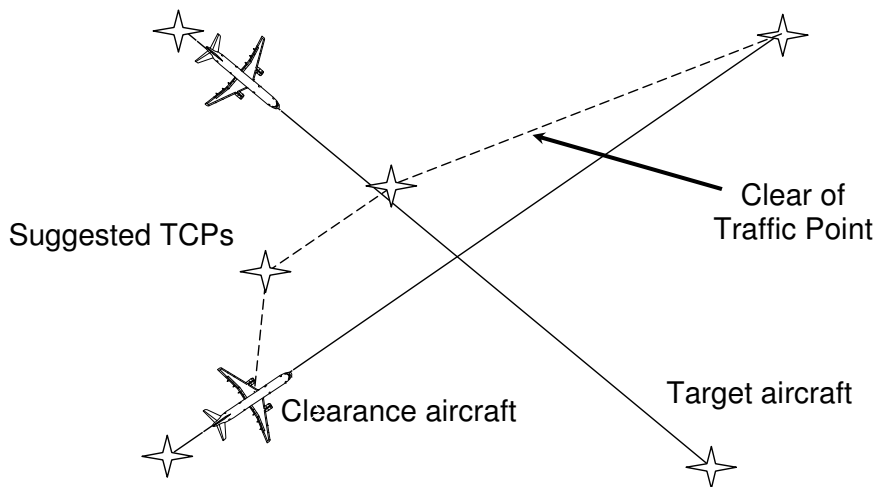 Clear of
Traffic Point
Suggested TCPs
Target aircraft
Clearance aircraft